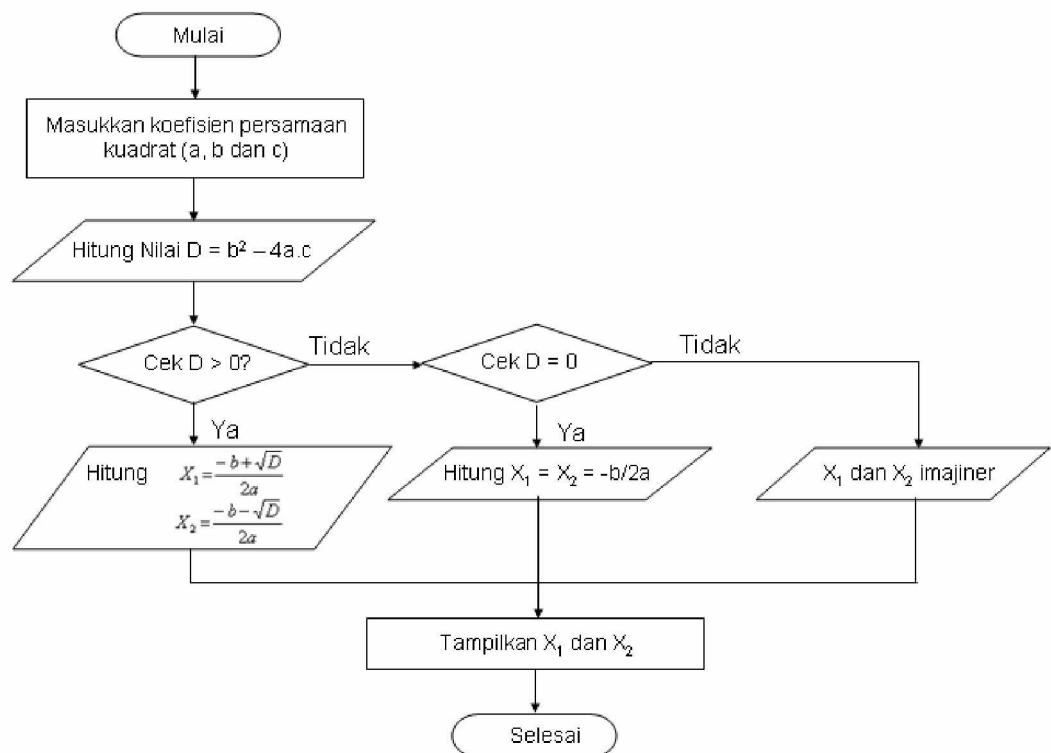 Mulai
Masukkan koefisien persamaan
kuadrat (a, b dan c)
Hitung Nilai D = b² – 4a.c
Cek D > 0?
Tidak
Cek D = 0
Tidak
Ya
Ya
Hitung X₁ = (-b + √D) / 2a
X₂ = (-b - √D) / 2a
Hitung X₁ = X₂ = -b/2a
X₁ dan X₂ imajiner
Tampilkan X₁ dan X₂
Selesai